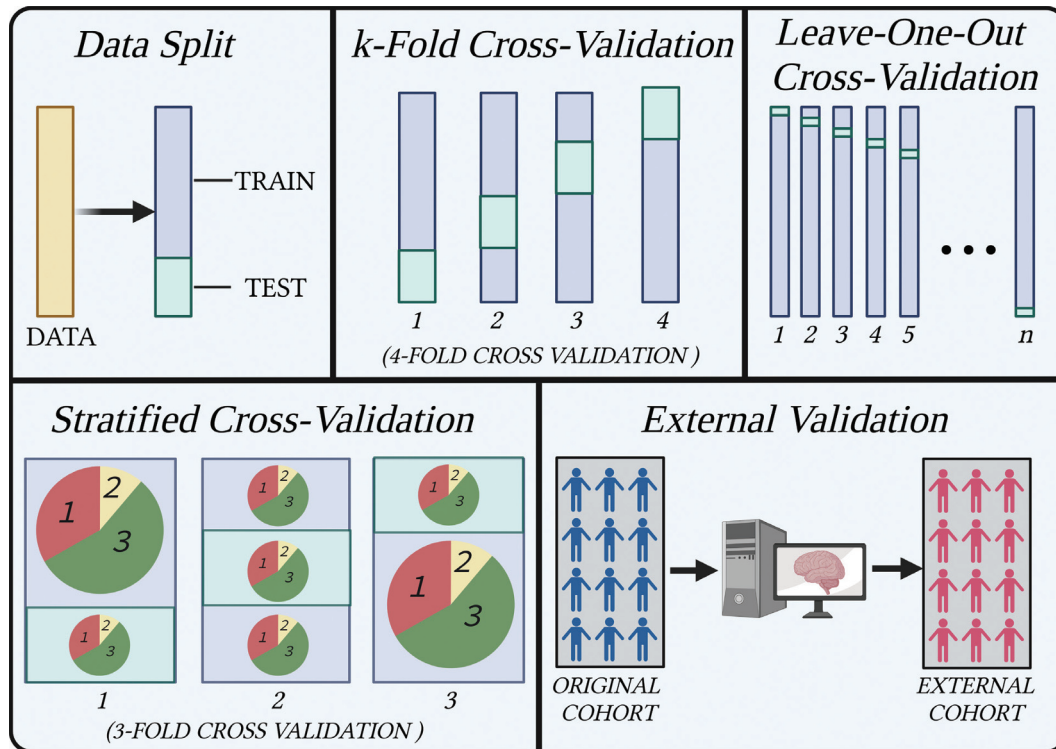 Data Split
TRAIN
TEST
DATA
k-Fold Cross-Validation
1 2 3 4
(4-FOLD CROSS VALIDATION )
Leave-One-Out
Cross-Validation
1 2 3 4 5 ••• n
Stratified Cross-Validation
1 2 3
1 2 3
1 2 3
1 2 3
1 2 3
1 2 3
1 2 3
1 2 3
(3-FOLD CROSS VALIDATION )
External Validation
ORIGINAL
COHORT
EXTERNAL
COHORT